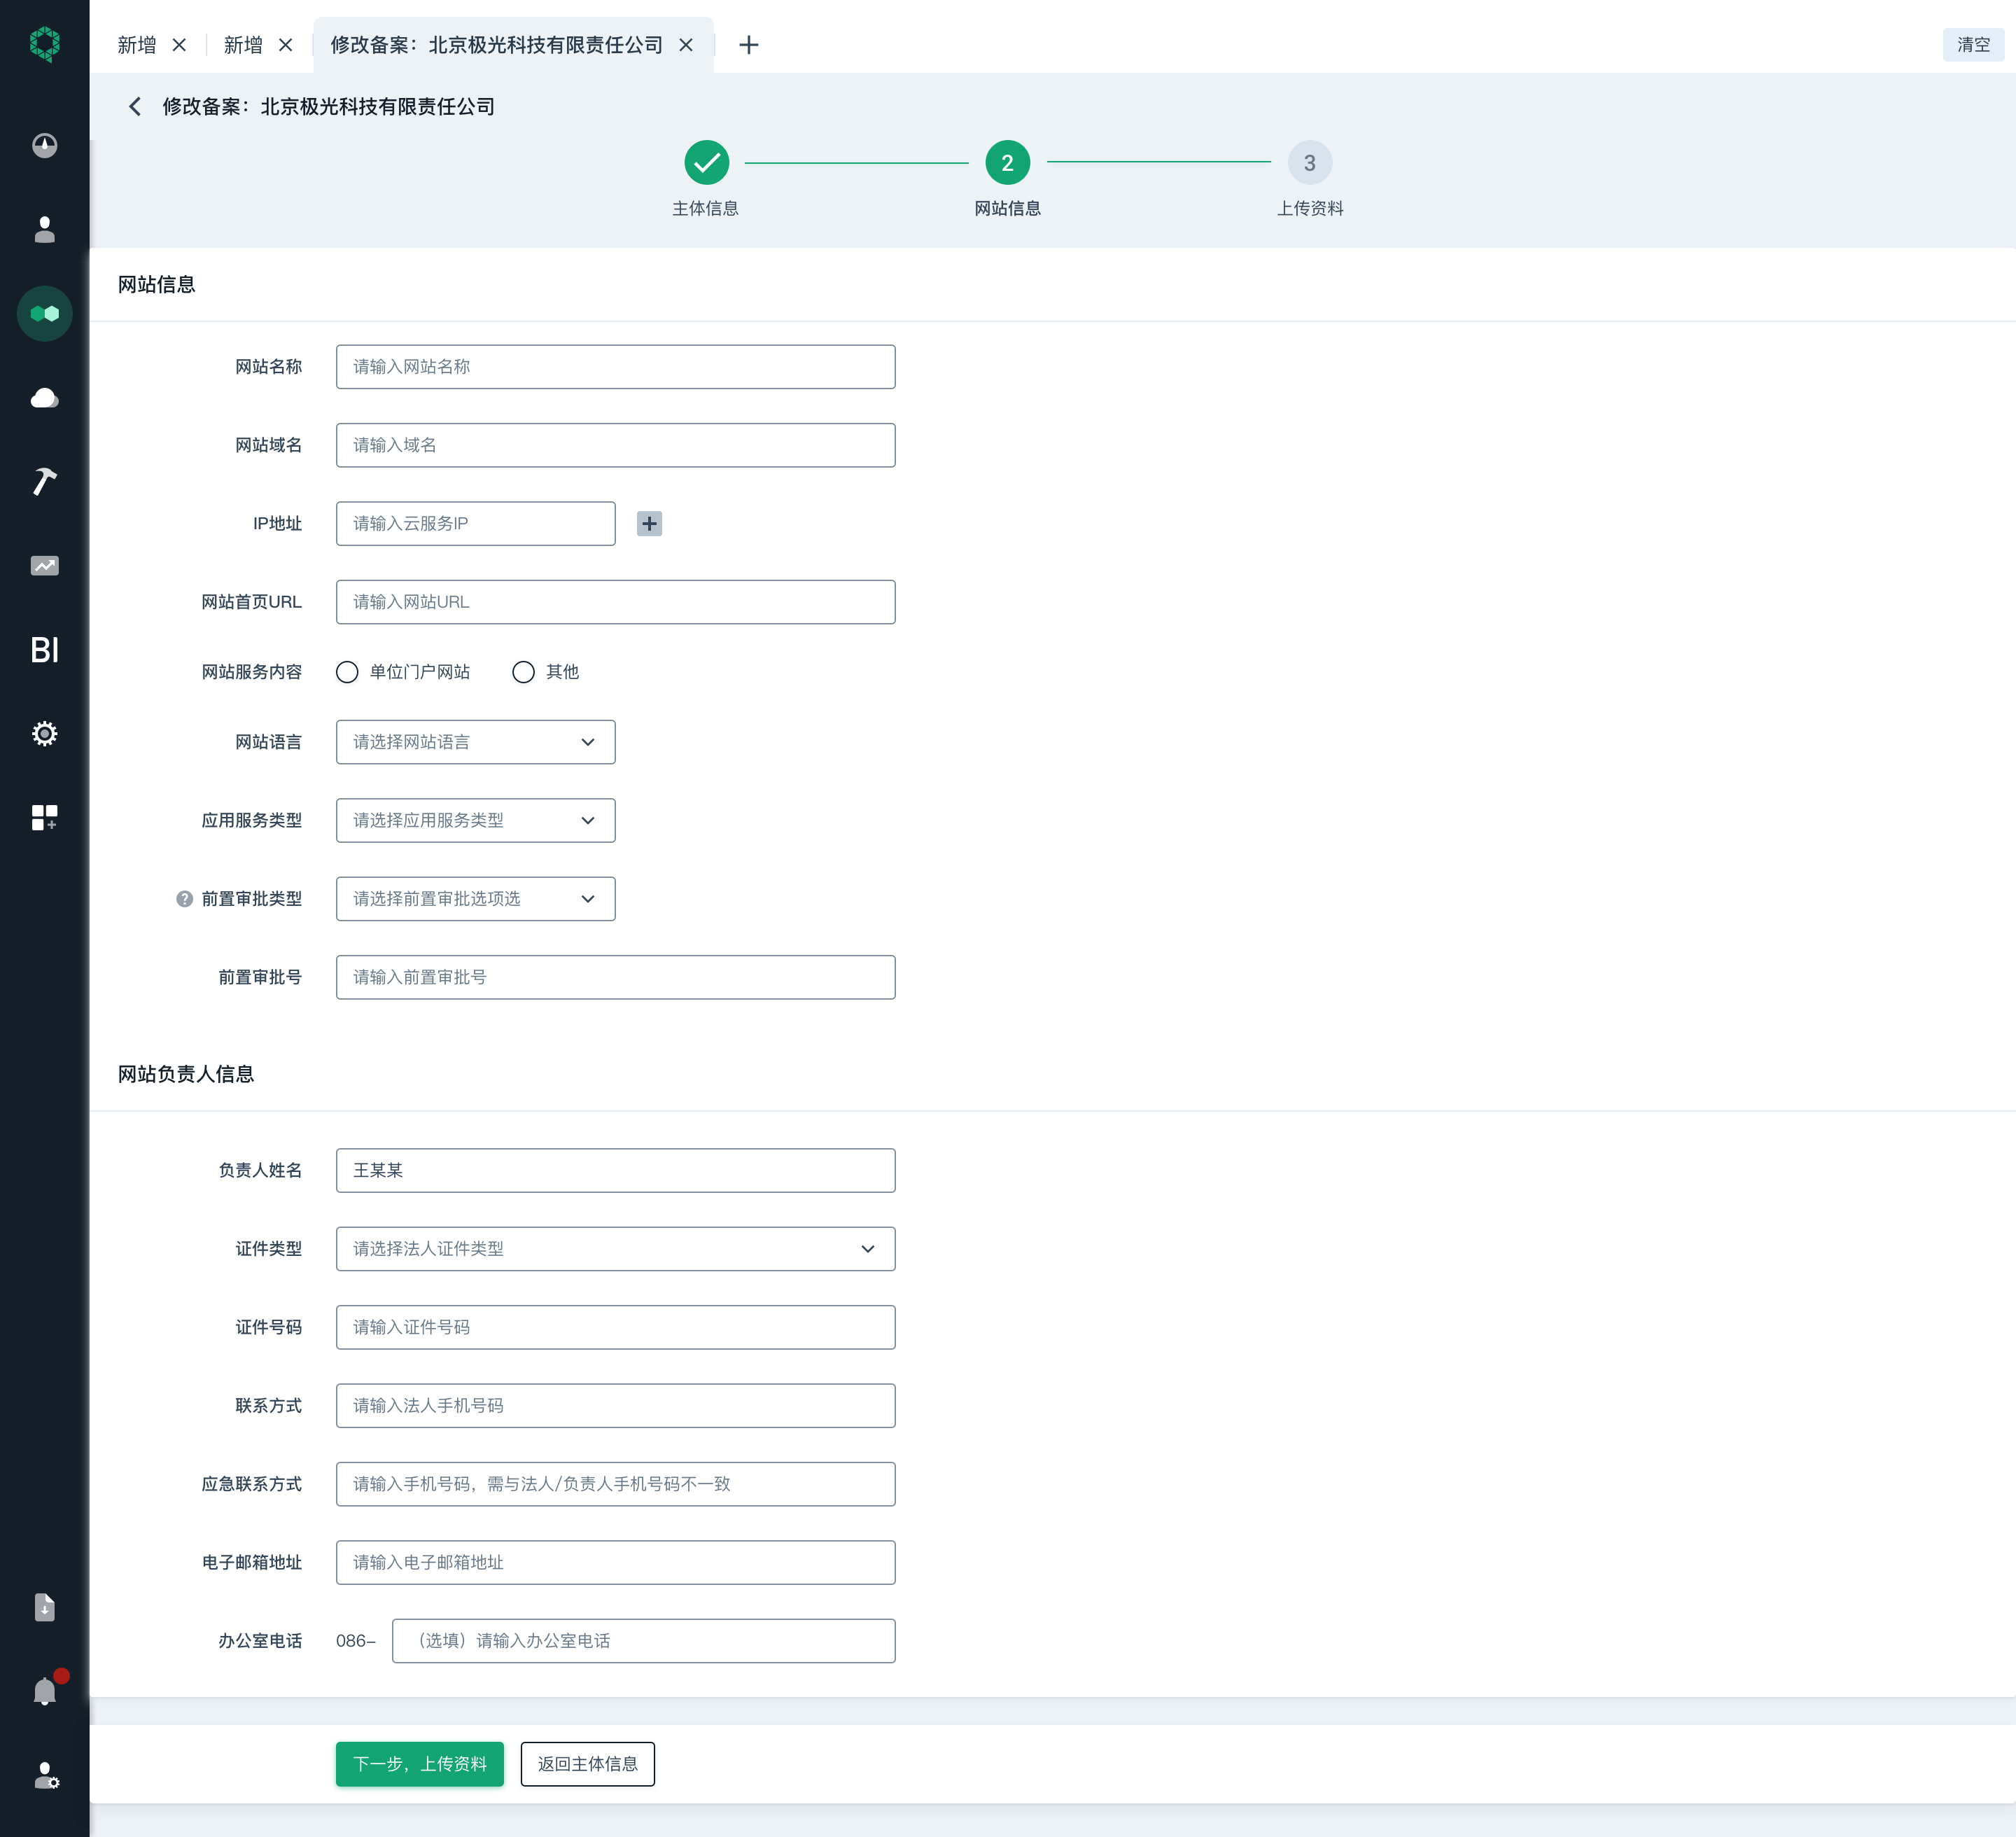 新增
新增
修改备案：北京极光科技有限责任公司
清空
修改备案：北京极光科技有限责任公司
2
3
主体信息
网站信息
上传资料
网站信息
网站名称 请输入网站名称
网站域名 请输入域名
IP地址 请输入云服务IP
网站首页URL 请输入网站URL
BI
网站服务内容 单位门户网站 其他
网站语言 请选择网站语言
应用服务类型 请选择应用服务类型
? 前置审批类型 请选择前置审批选项选
前置审批号 请输入前置审批号
网站负责人信息
负责人姓名 王某某
证件类型 请选择法人证件类型
证件号码 请输入证件号码
联系方式 请输入法人手机号码
应急联系方式 请输入手机号码，需与法人/负责人手机号码不一致
电子邮箱地址 请输入电子邮箱地址
办公室电话 086– （选填）请输入办公室电话
下一步，上传资料 返回主体信息